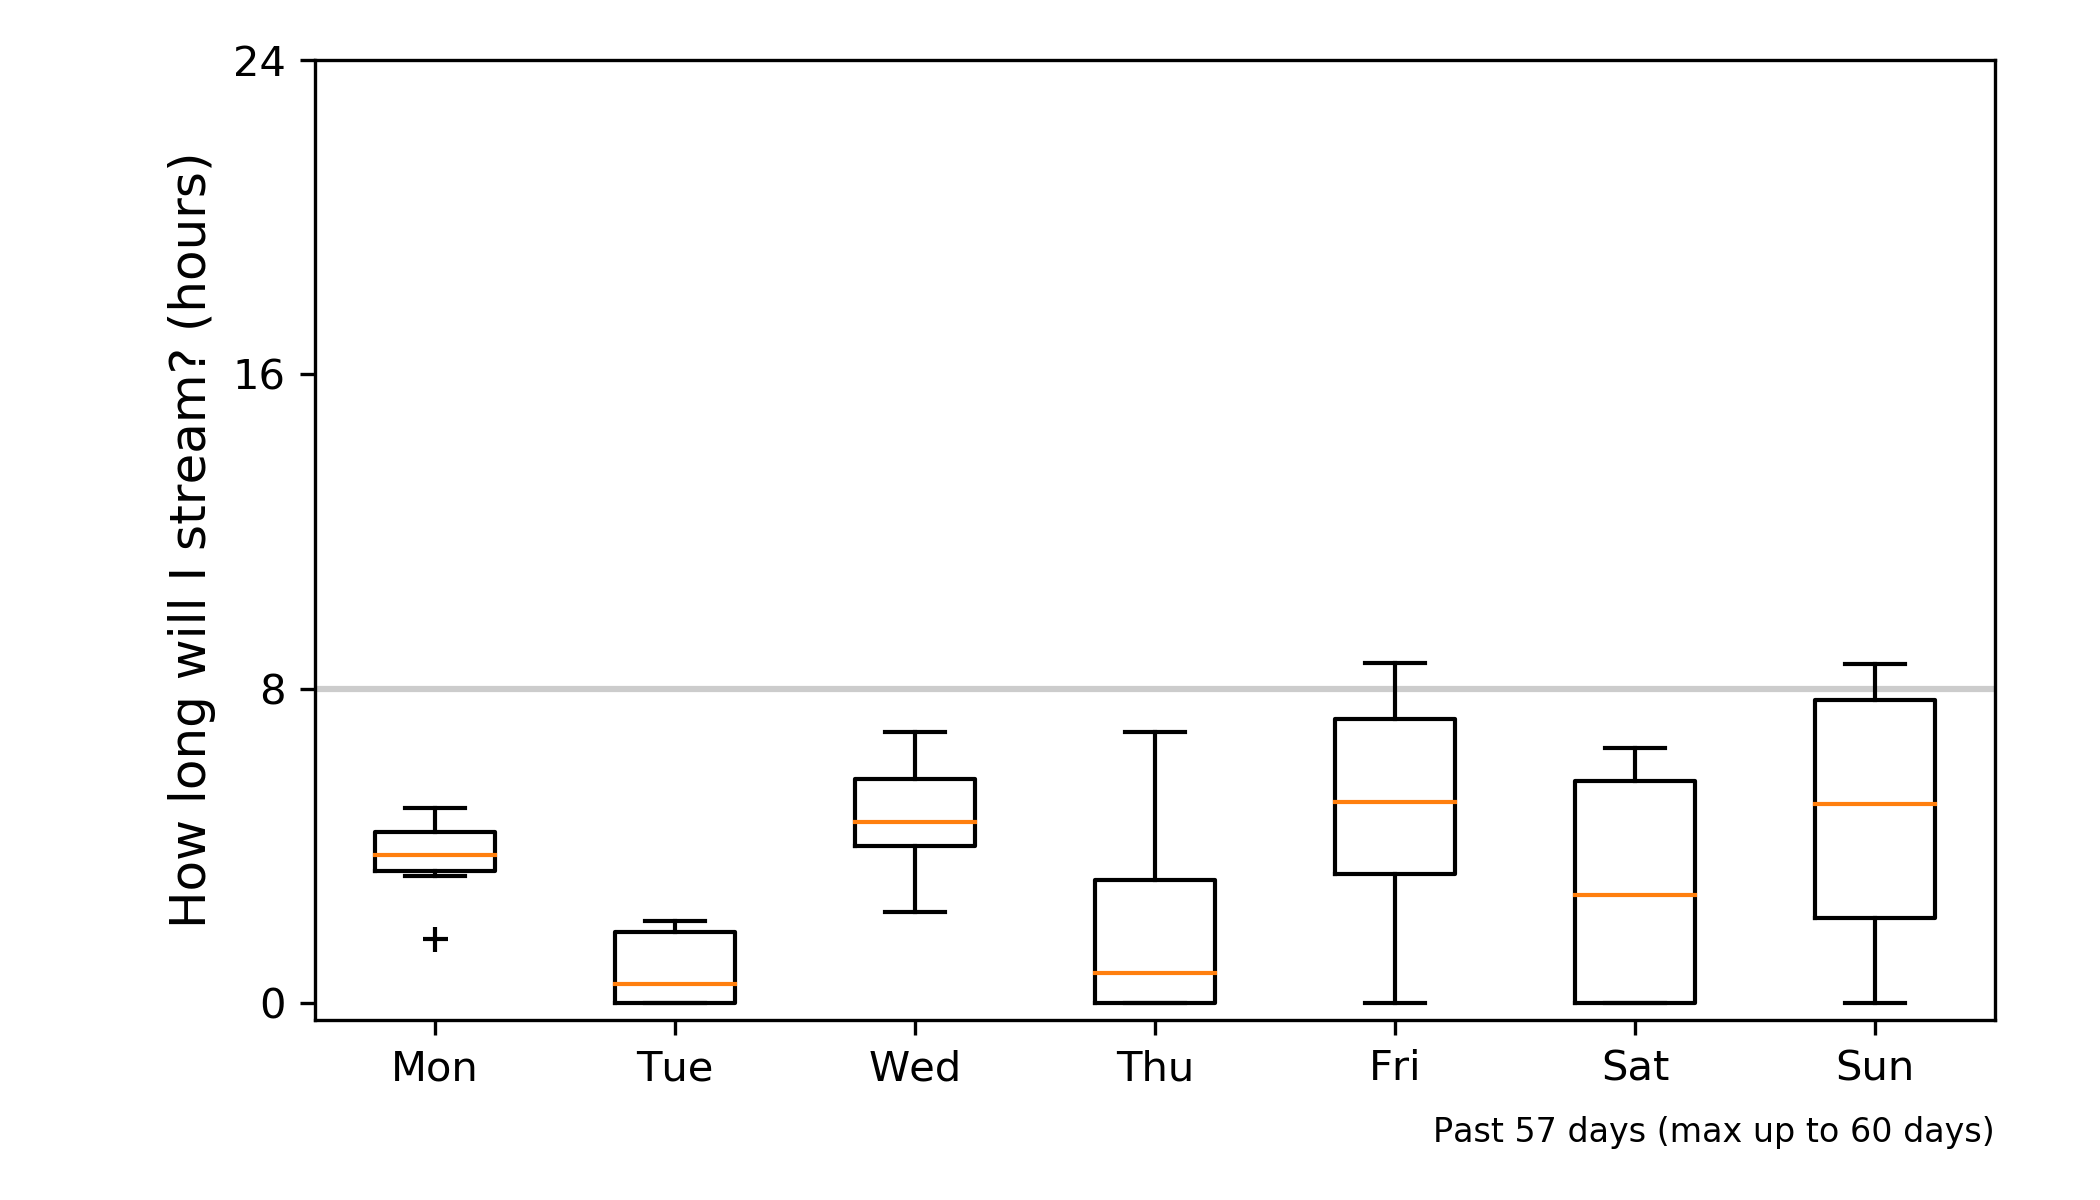 How long will I stream? (hours)
24
16
8
0
Mon Tue Wed Thu Fri Sat Sun
Past 57 days (max up to 60 days)